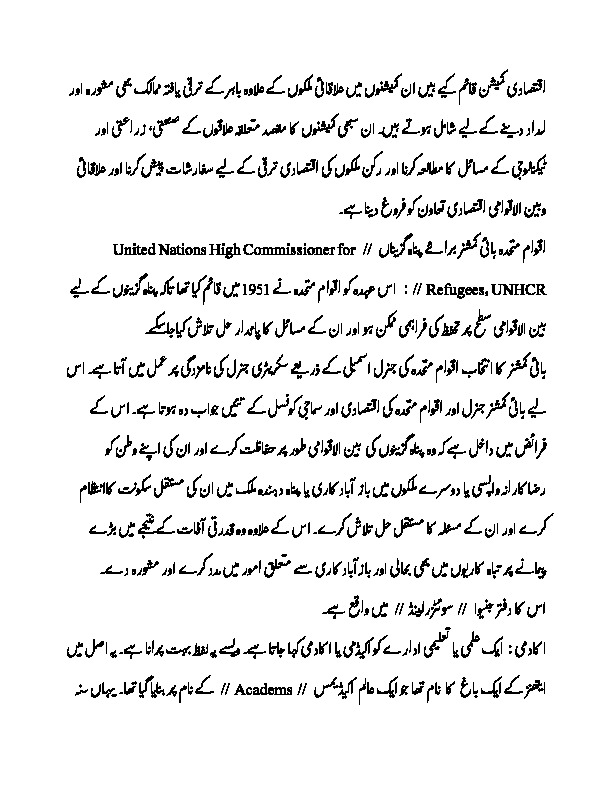 اقتصادی کمیشن قائم کیے ہیں ان کمیشنوں میں علاقائی ملکوں کے علاوہ باہر کے ترقی یافتہ ممالک بھی مشورہ اور
امداد دینے کے لیے شامل ہوتے ہیں۔ ان سبھی کمیشنوں کا مقصد متعلقہ علاقوں کے صنعتی، زراعتی اور
ٹیکنالوجی کے مسائل کا مطالعہ کرنا اور رکن ملکوں کی اقتصادی ترقی کے لیے سفارشات پیش کرنا اور علاقائی
وبین الاقوامی اقتصادی تعاون کو فروغ دینا ہے۔
اقوام متحدہ ہائی کمشنر برائے پناہ گزیناں // United Nations High Commissioner for
Refugees, UNHCR // : اس عہدہ کو اقوام متحدہ نے 1951 میں قائم کیا تھا تاکہ پناہ گزینوں کے لیے
بین الاقوامی سطح پر تحفظ کی فراہمی ممکن ہو اور ان کے مسائل کا پائدار حل تلاش کیا جاسکے۔
ہائی کمشنر کا انتخاب اقوام متحدہ کی جنرل اسمبلی کے ذریعے سکریٹری جنرل کی نامزدگی پر عمل میں آتا ہے۔ اس
لیے ہائی کمشنر جنرل اور اقوام متحدہ کی اقتصادی اور سماجی کونسل کے تئیں جواب دہ ہوتا ہے۔ اس کے
فرائض میں داخل ہے کہ وہ پناہ گزینوں کی بین الاقوامی طور پر حفاظت کرے اور ان کی اپنے وطن کو
رضا کارانہ واپسی یا دوسرے ملکوں میں باز آباد کاری یا پناہ دہندہ ملک میں ان کی مستقل سکونت کا انتظام
کرے اور ان کے مسئلہ کا مستقل حل تلاش کرے۔ اس کے علاوہ وہ قدرتی آفات کے نتیجے میں بڑے
پیمانے پر تباہ کاریوں میں بھی بحالی اور باز آباد کاری سے متعلق امور میں مدد کرے اور مشورہ دے۔
اس کا دفتر جنیوا // سوئٹزرلینڈ // میں واقع ہے۔
اکادمی : ایک علمی یا تعلیمی ادارے کو اکیڈمی یا اکادمی کہا جاتا ہے۔ ویسے یہ لفظ بہت پرانا ہے۔ یہ اصل میں
ایتھنز کے ایک باغ کا نام تھا جو ایک عالم اکیڈیمس // Academs // کے نام پر بنایا گیا تھا۔ یہاں سنہ